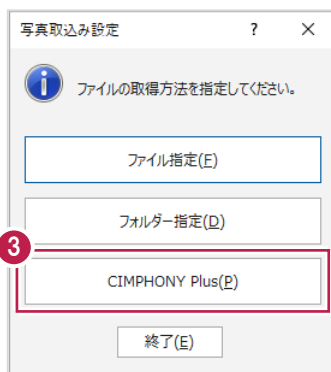 写真取込み設定 ? ×
ファイルの取得方法を指定してください。
ファイル指定(F)
フォルダー指定(D)
3
CIMPHONY Plus(P)
終了(E)